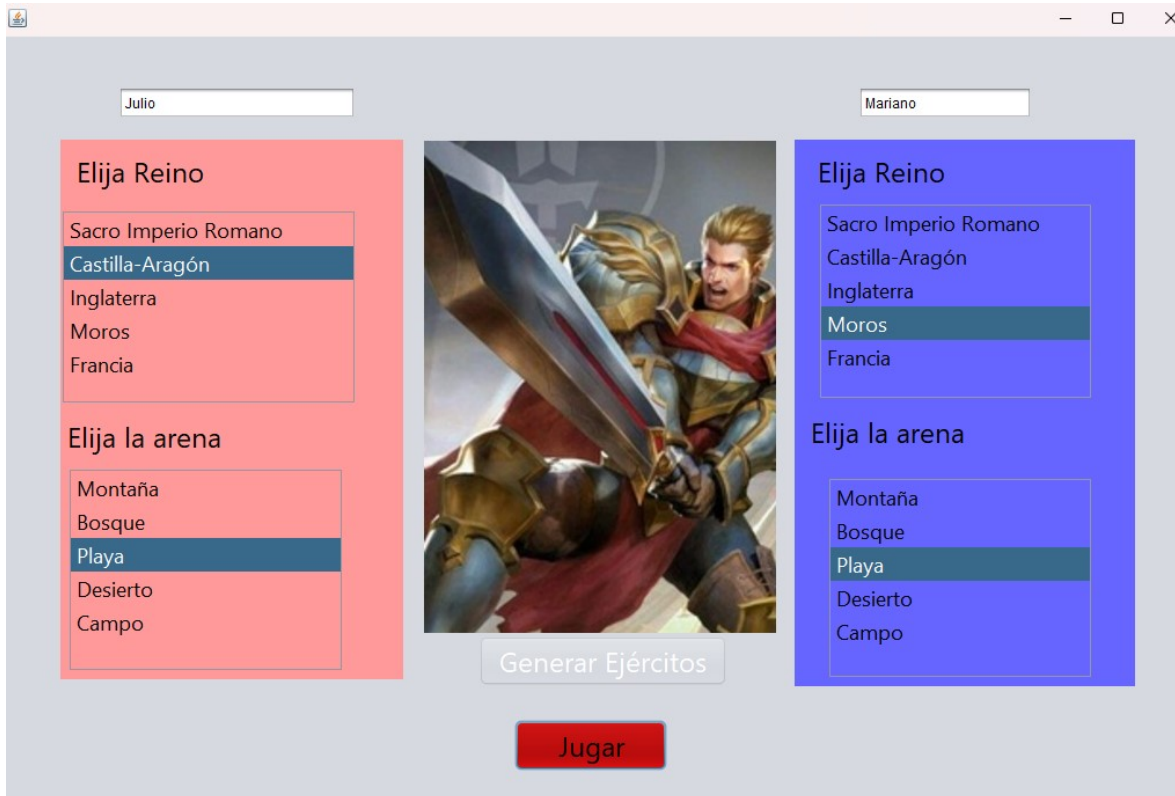 Julio
Elija Reino
Sacro Imperio Romano
Castilla-Aragón
Inglaterra
Moros
Francia
Elija la arena
Montaña
Bosque
Playa
Desierto
Campo
Generar Ejércitos
Jugar
Mariano
Elija Reino
Sacro Imperio Romano
Castilla-Aragón
Inglaterra
Moros
Francia
Elija la arena
Montaña
Bosque
Playa
Desierto
Campo